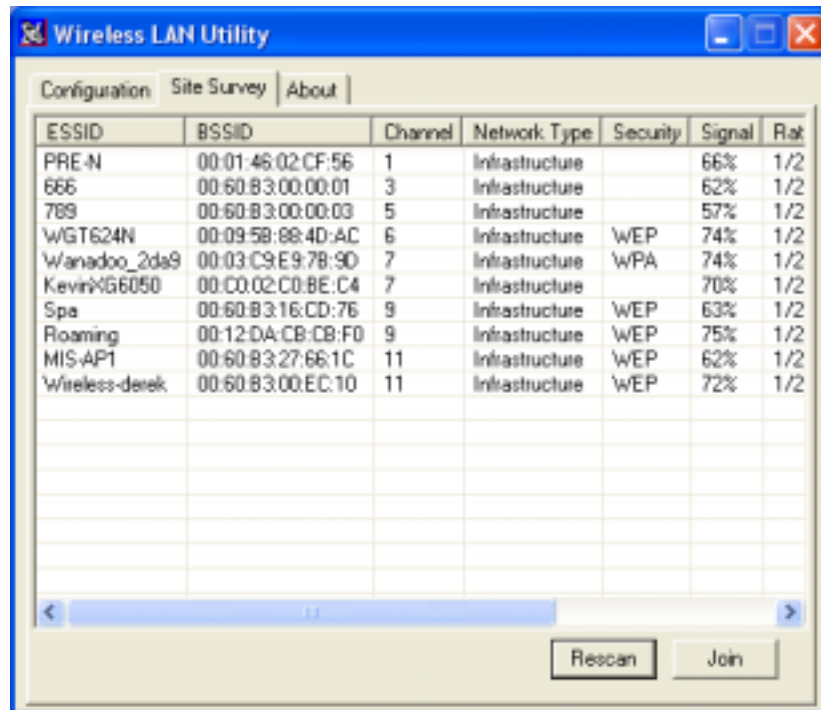 Wireless LAN Utility
Configuration Site Survey About
ESSID BSSID Channel Network Type Security Signal Rat
PRE-N 00:01:46:02:CF:56 1 Infrastructure 66% 1/2
666 00:60:B3:00:00:01 3 Infrastructure 62% 1/2
789 00:60:B3:00:00:03 5 Infrastructure 57% 1/2
WGT624N 00:09:5B:88:4D:AC 6 Infrastructure WEP 74% 1/2
Wanadoo_2da9 00:03:C9:E9:7B:9D 7 Infrastructure WPA 74% 1/2
KevinXG6050 00:C0:02:C0:BE:C4 7 Infrastructure 70% 1/2
Spa 00:60:B3:16:CD:76 9 Infrastructure WEP 63% 1/2
Roaming 00:12:DA:CB:CB:F0 9 Infrastructure WEP 75% 1/2
MIS-AP1 00:60:B3:27:66:1C 11 Infrastructure WEP 62% 1/2
Wireless-derek 00:60:B3:00:EC:10 11 Infrastructure WEP 72% 1/2
Rescan Join